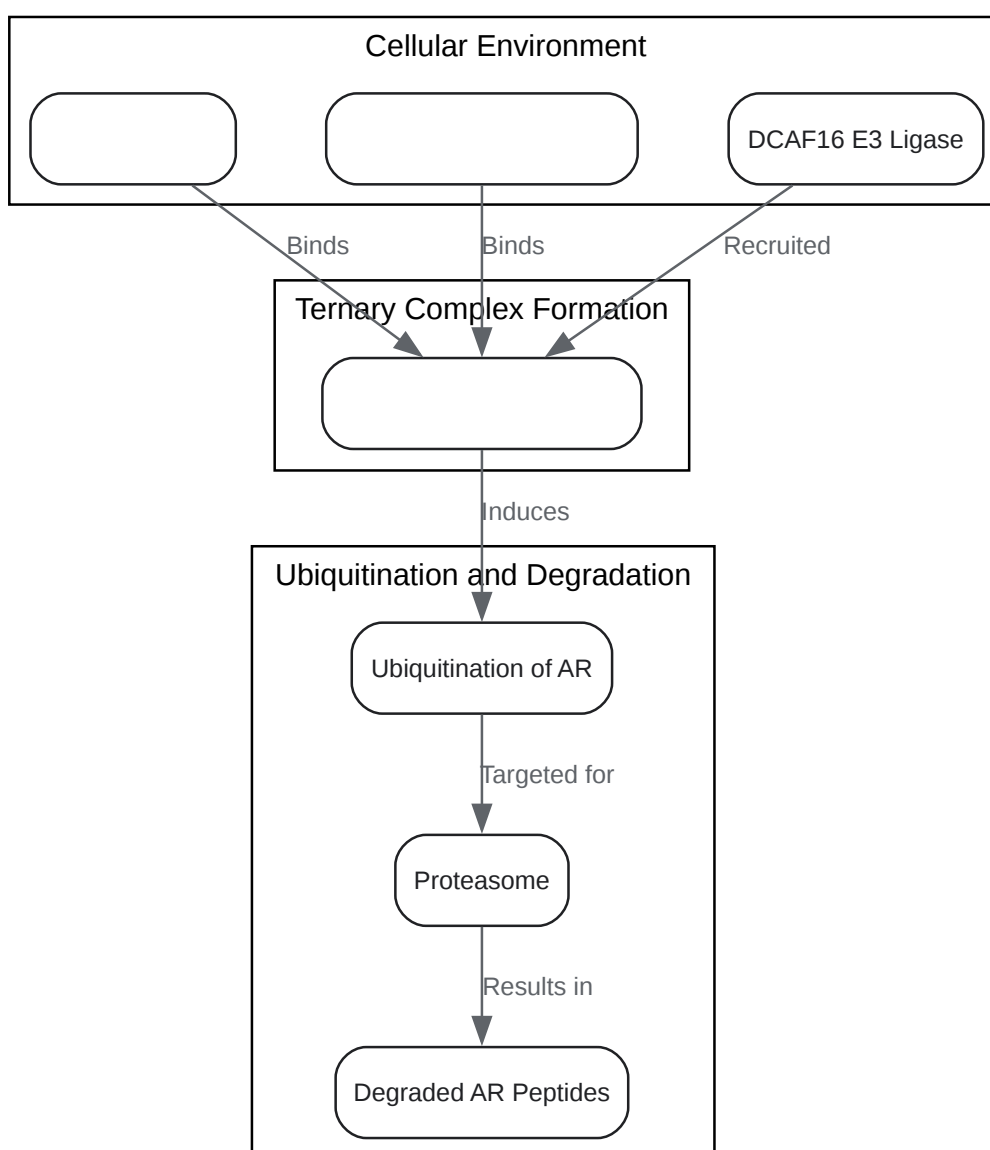 Cellular Environment
DCAF16 E3 Ligase
Binds
Binds
Recruited
Ternary Complex Formation
Induces
Ubiquitination and Degradation
Ubiquitination of AR
Targeted for
Proteasome
Results in
Degraded AR Peptides